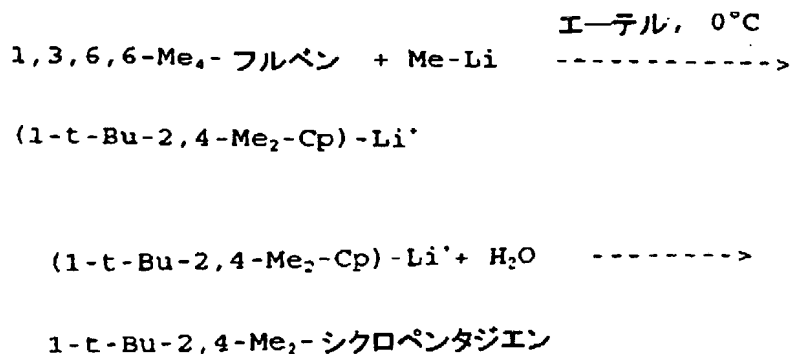 エーテル, 0°C
1,3,6,6-Me₄-フルベン + Me-Li ------------->
(1-t-Bu-2,4-Me₂-Cp)-Li⁺
(1-t-Bu-2,4-Me₂-Cp)-Li⁺+ H₂O -------->
1-t-Bu-2,4-Me₂-シクロペンタジエン